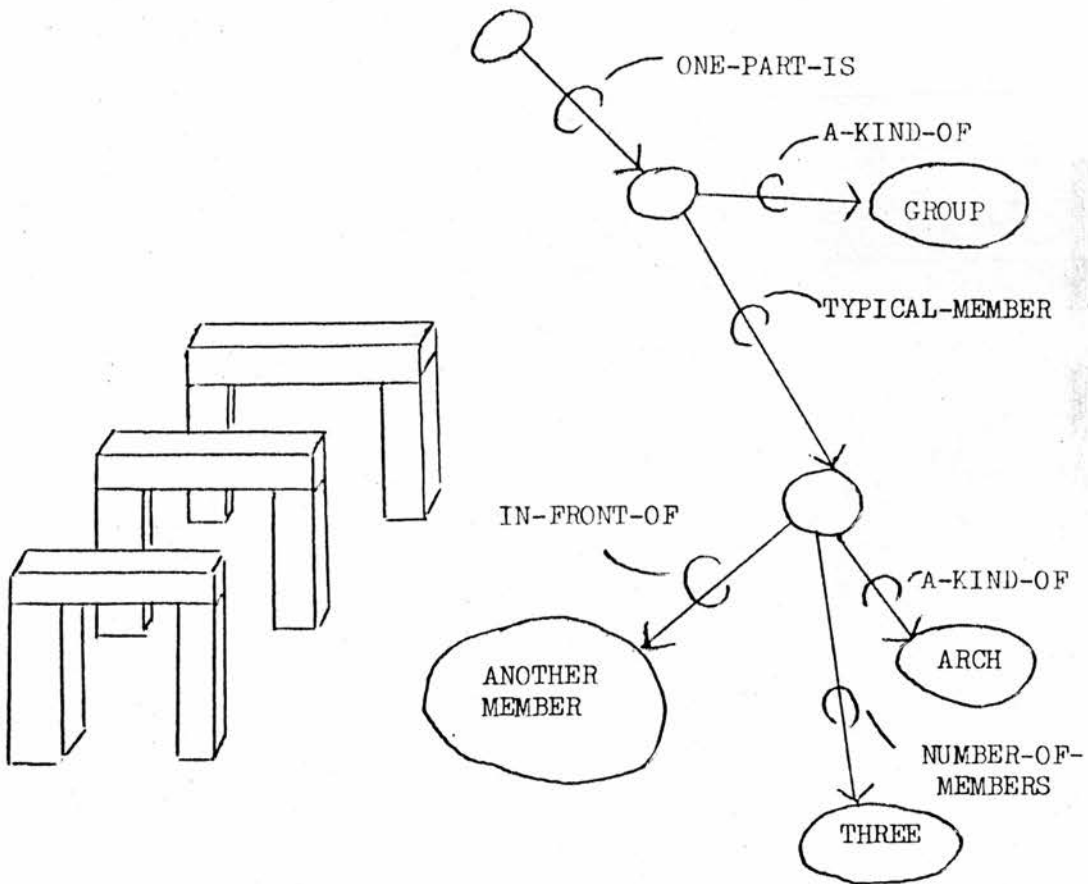 ONE-PART-IS
A-KIND-OF
GROUP
TYPICAL-MEMBER
IN-FRONT-OF
A-KIND-OF
ANOTHER
MEMBER
ARCH
NUMBER-OF-
MEMBERS
THREE